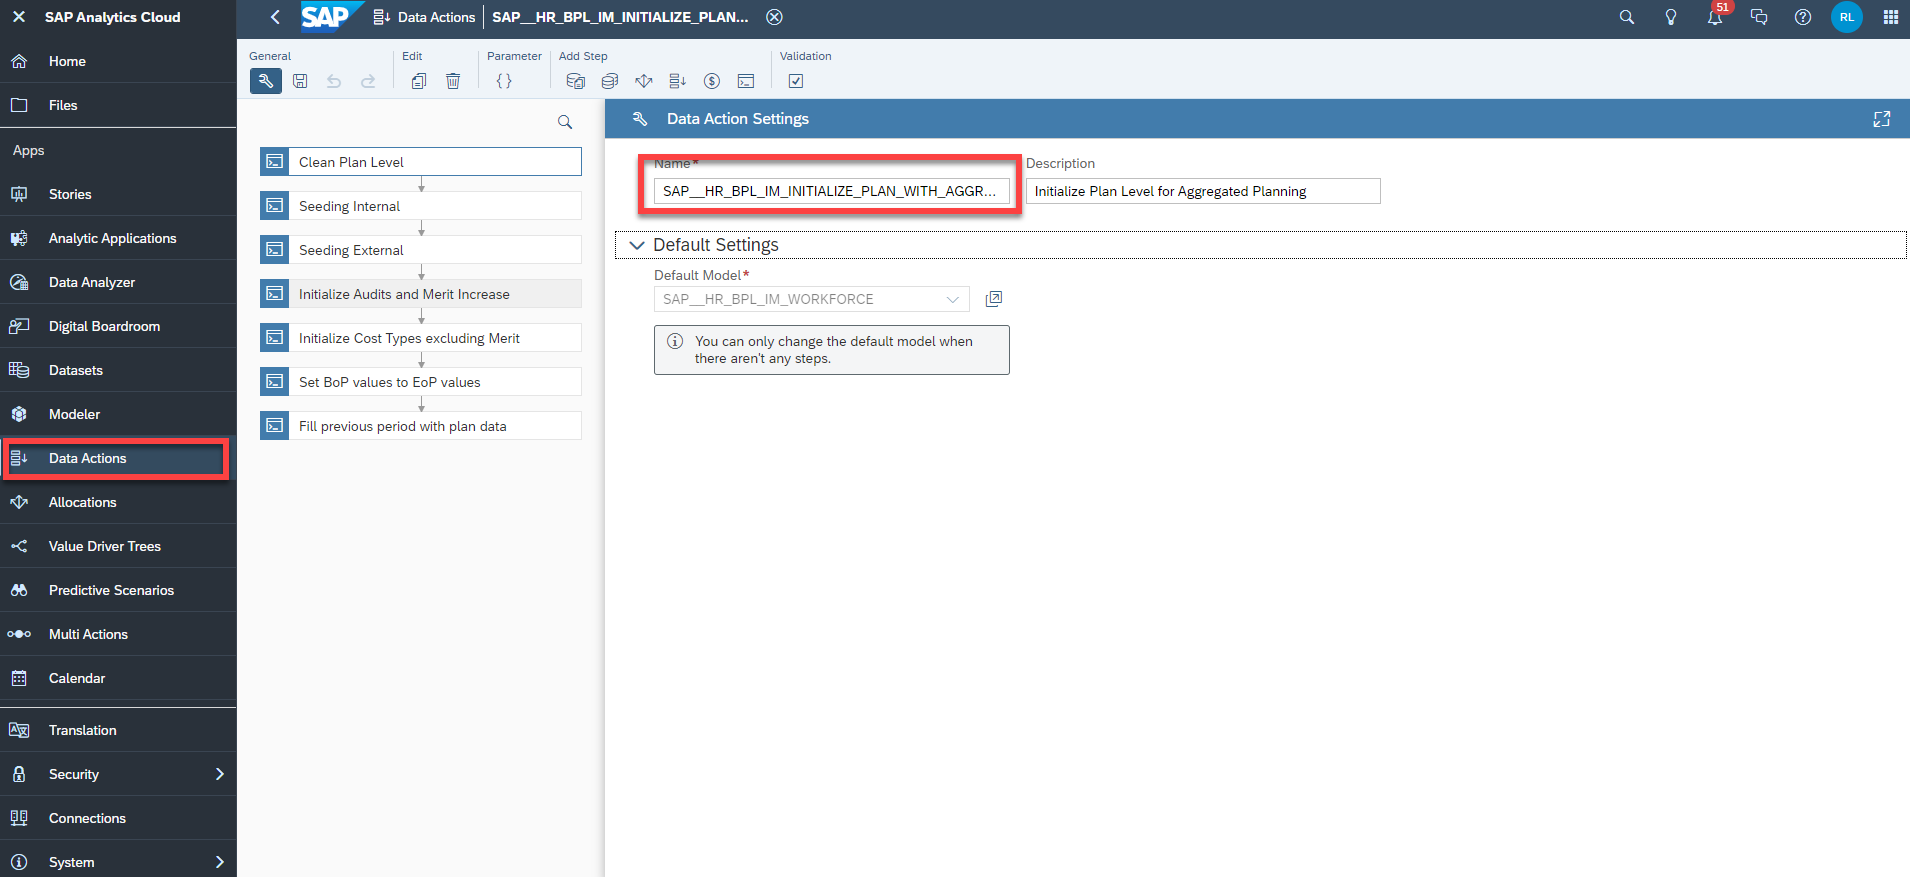 SAP Analytics Cloud
SAP
Data Actions
SAP__HR_BPL_IM_INITIALIZE_PLAN...
51
RL
Home
Files
Apps
Stories
Analytic Applications
Data Analyzer
Digital Boardroom
Datasets
Modeler
Data Actions
Allocations
Value Driver Trees
Predictive Scenarios
Multi Actions
Calendar
Translation
Security
Connections
System
General
Edit
Parameter
Add Step
Validation
Clean Plan Level
Seeding Internal
Seeding External
Initialize Audits and Merit Increase
Initialize Cost Types excluding Merit
Set BoP values to EoP values
Fill previous period with plan data
Data Action Settings
Name*
SAP__HR_BPL_IM_INITIALIZE_PLAN_WITH_AGGR...
Description
Initialize Plan Level for Aggregated Planning
Default Settings
Default Model*
SAP__HR_BPL_IM_WORKFORCE
You can only change the default model when
there aren't any steps.